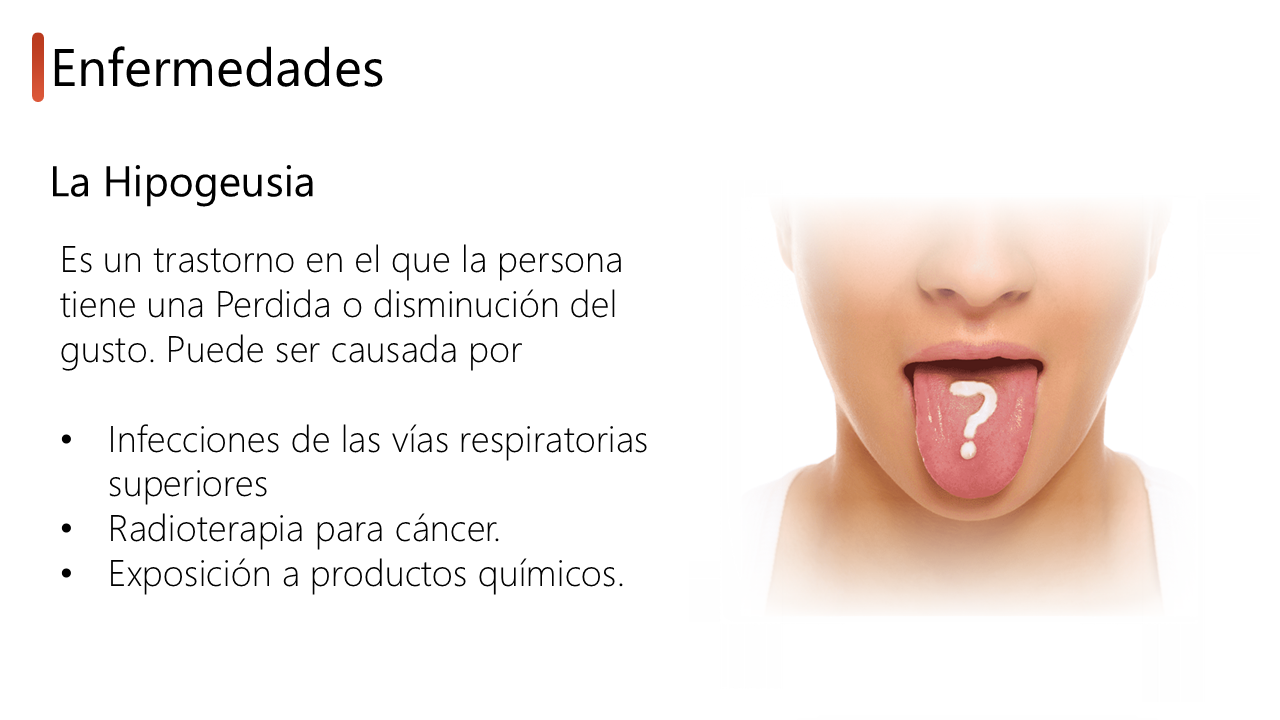 Enfermedades
La Hipogeusia
Es un trastorno en el que la persona
tiene una Perdida o disminución del
gusto. Puede ser causada por
• Infecciones de las vías respiratorias
superiores
• Radioterapia para cáncer.
• Exposición a productos químicos.
?